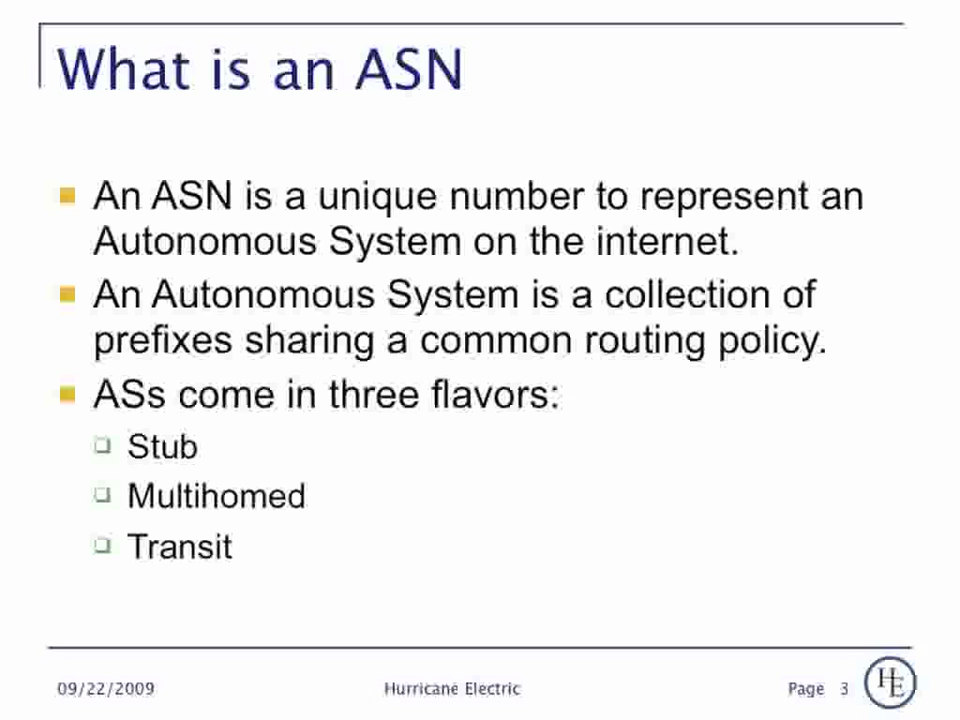 What is an ASN
An ASN is a unique number to represent an
Autonomous System on the internet.
An Autonomous System is a collection of
prefixes sharing a common routing policy.
ASs come in three flavors:
Stub
Multihomed
Transit
09/22/2009 Hurricane Electric Page 3 HE